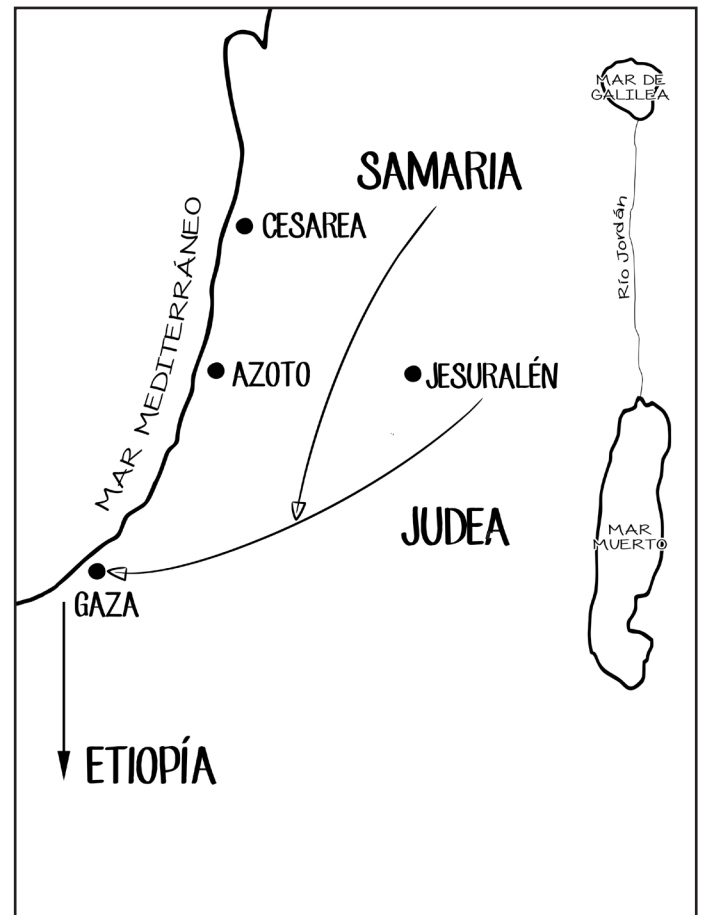 MAR DE
GALILEA
SAMARIA
CESAREA
MAR MEDITERRÁNEO
Río Jordán
AZOTO
JESURALÉN
JUDEA
MAR
MUERTO
GAZA
ETIOPÍA